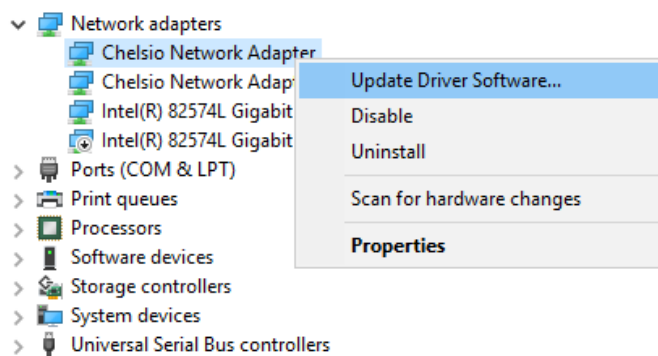 Network adapters
Chelsio Network Adapter
Chelsio Network Adap
Intel(R) 82574L Gigabit
Intel(R) 82574L Gigabit
Ports (COM & LPT)
Print queues
Processors
Software devices
Storage controllers
System devices
Universal Serial Bus controllers
Update Driver Software...
Disable
Uninstall
Scan for hardware changes
Properties